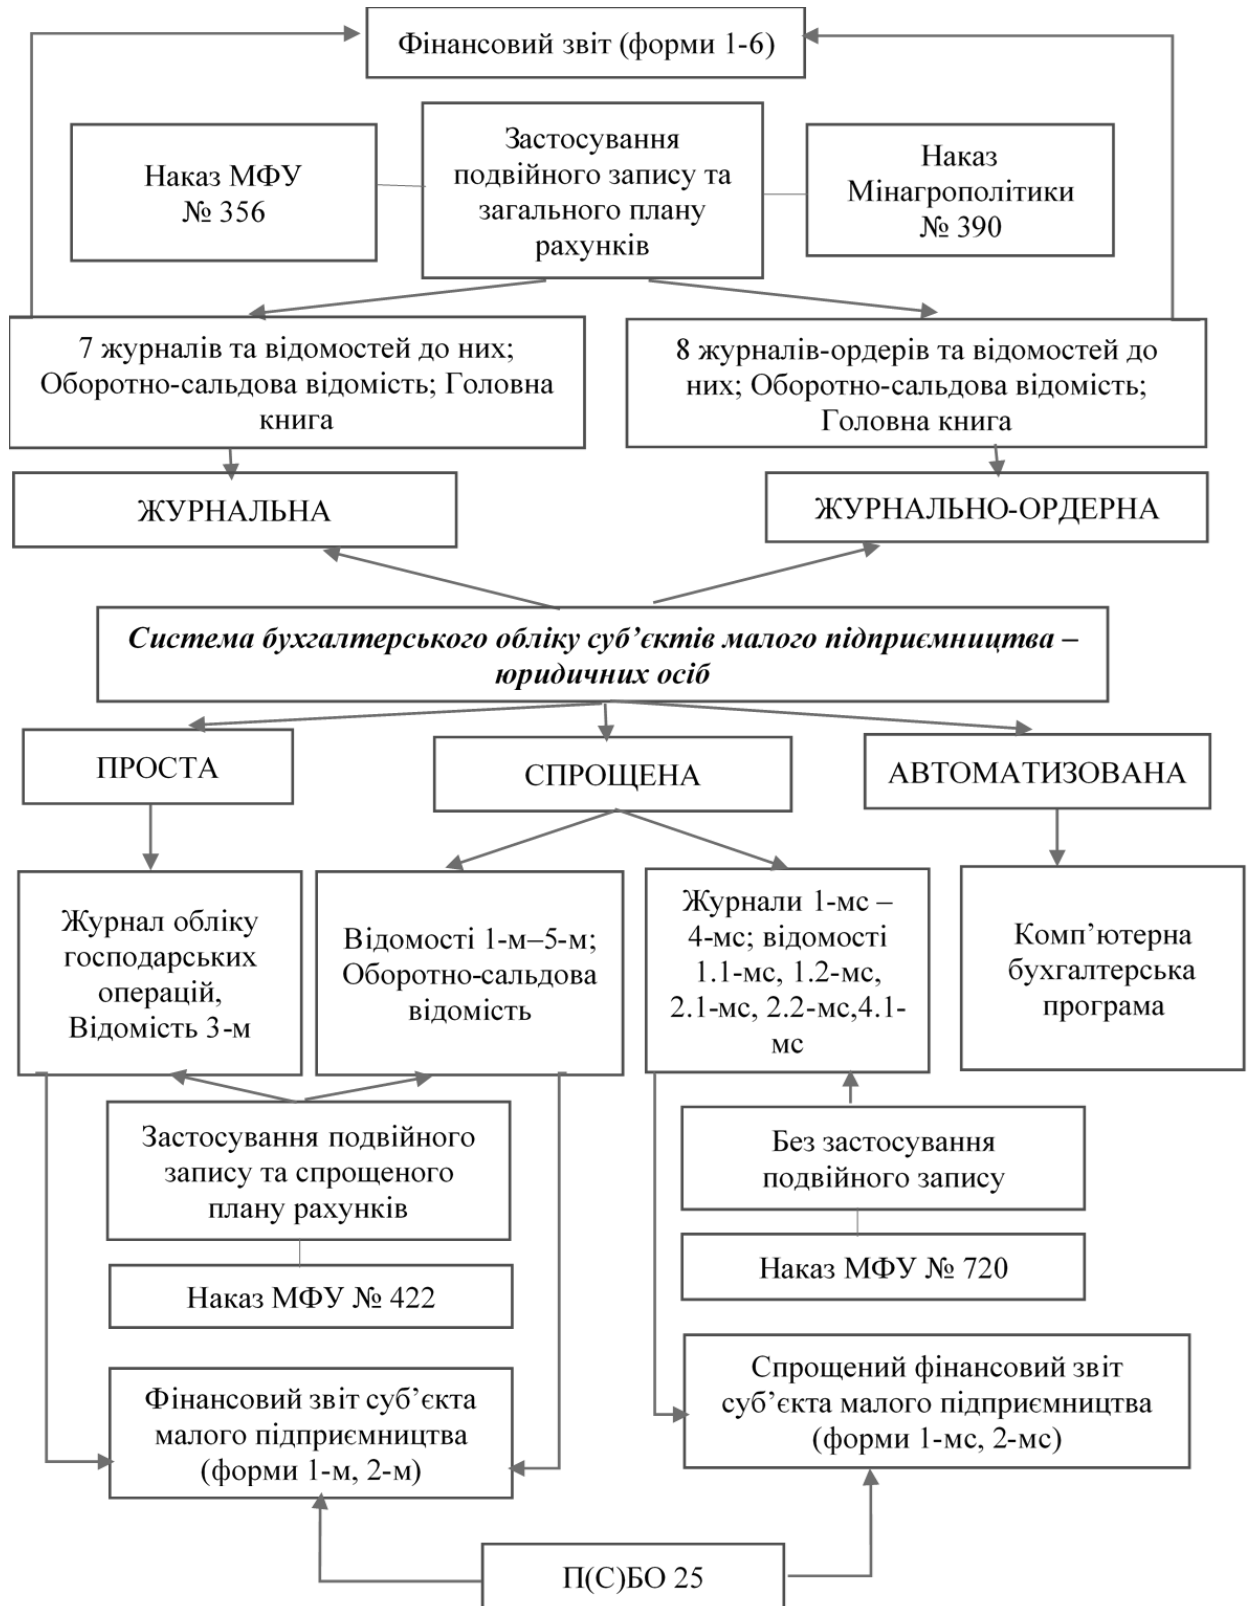 Фінансовий звіт (форми 1-6)
Наказ МФУ
№ 356
Застосування
подвійного запису та
загального плану
рахунків
Наказ
Мінагрополітики
№ 390
7 журналів та відомостей до них;
Оборотно-сальдова відомість; Головна
книга
8 журналів-ордерів та відомостей до
них; Оборотно-сальдова відомість;
Головна книга
ЖУРНАЛЬНА
ЖУРНАЛЬНО-ОРДЕРНА
Система бухгалтерського обліку суб’єктів малого підприємництва –
юридичних осіб
ПРОСТА
СПРОЩЕНА
АВТОМАТИЗОВАНА
Журнал обліку
господарських
операцій,
Відомість 3-м
Відомості 1-м–5-м;
Оборотно-сальдова
відомість
Журнали 1-мс –
4-мс; відомості
1.1-мс, 1.2-мс,
2.1-мс, 2.2-мс,4.1-
мс
Комп’ютерна
бухгалтерська
програма
Застосування подвійного
запису та спрощеного
плану рахунків
Без застосування
подвійного запису
Наказ МФУ № 422
Наказ МФУ № 720
Фінансовий звіт суб’єкта
малого підприємництва
(форми 1-м, 2-м)
Спрощений фінансовий звіт
суб’єкта малого підприємництва
(форми 1-мс, 2-мс)
П(С)БО 25